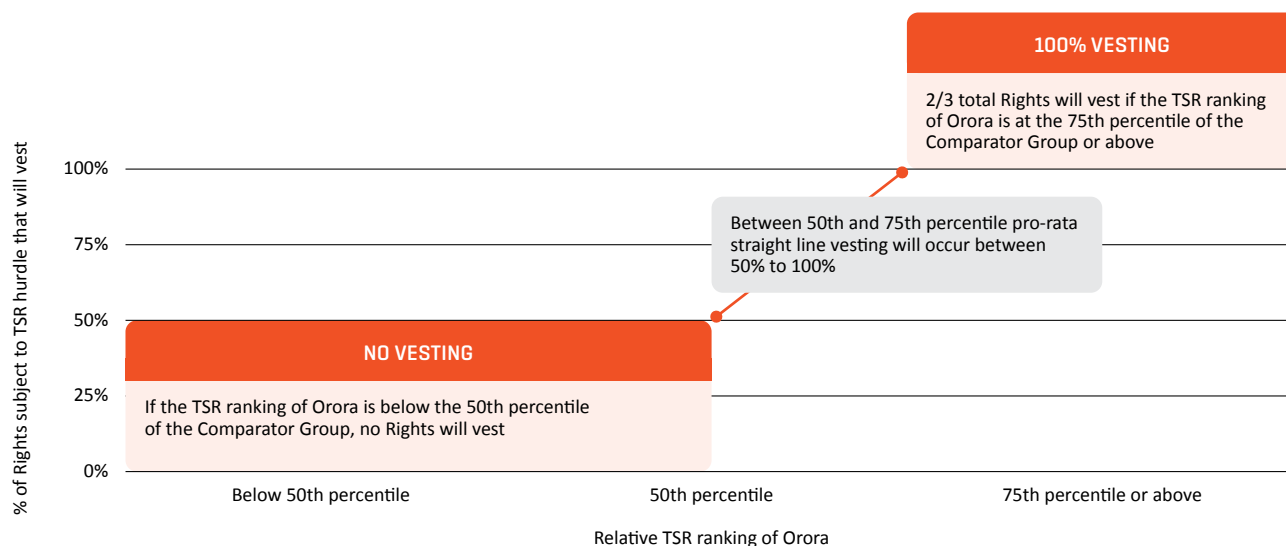 100% VESTING
2/3 total Rights will vest if the TSR ranking
of Orora is at the 75th percentile of the
Comparator Group or above
% of Rights subject to TSR hurdle that will vest
100%
Between 50th and 75th percentile pro-rata
straight line vesting will occur between
50% to 100%
75%
50%
NO VESTING
25%
If the TSR ranking of Orora is below the 50th percentile
of the Comparator Group, no Rights will vest
0%
Below 50th percentile
50th percentile
75th percentile or above
Relative TSR ranking of Orora